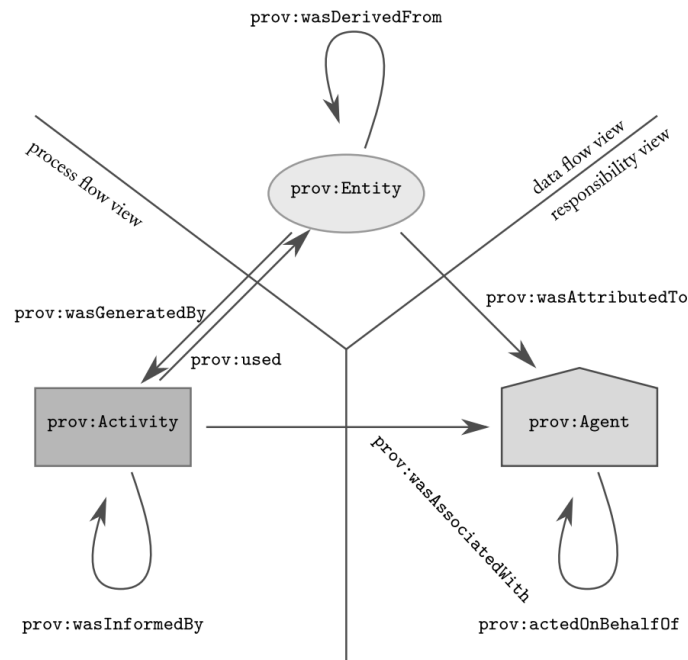 prov:wasDerivedFrom
process flow view
data flow view
responsibility view
prov:Entity
prov:wasGeneratedBy
prov:wasAttributedTo
prov:used
prov:Activity
prov:Agent
prov:wasAssociatedWith
prov:wasInformedBy
prov:actedOnBehalfOf